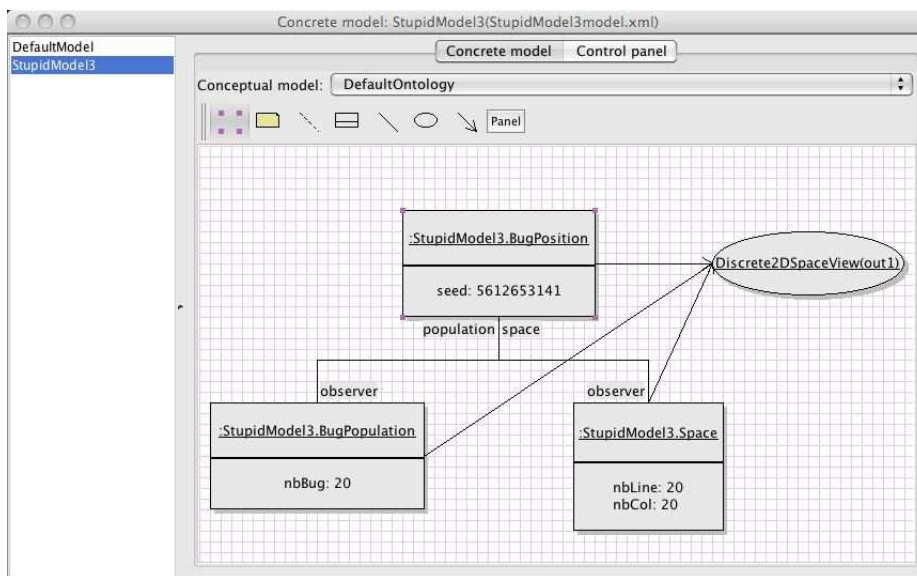 Concrete model: StupidModel3(StupidModel3model.xml)
DefaultModel
StupidModel3
Concrete model Control panel
Conceptual model: DefaultOntology
Panel
:StupidModel3.BugPosition
seed: 5612653141
Discrete2DSpaceView(out1)
population space
observer observer
:StupidModel3.BugPopulation
nbBug: 20
:StupidModel3.Space
nbLine: 20
nbCol: 20